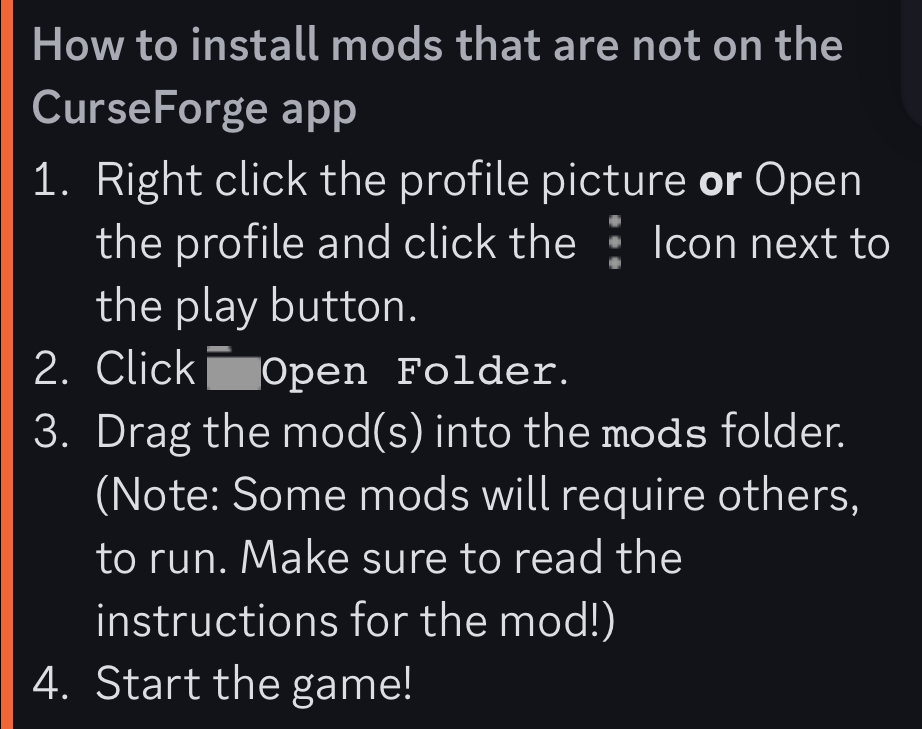 How to install mods that are not on the
CurseForge app
1. Right click the profile picture or Open
the profile and click the ⋮ Icon next to
the play button.
2. Click Open Folder.
3. Drag the mod(s) into the mods folder.
(Note: Some mods will require others,
to run. Make sure to read the
instructions for the mod!)
4. Start the game!